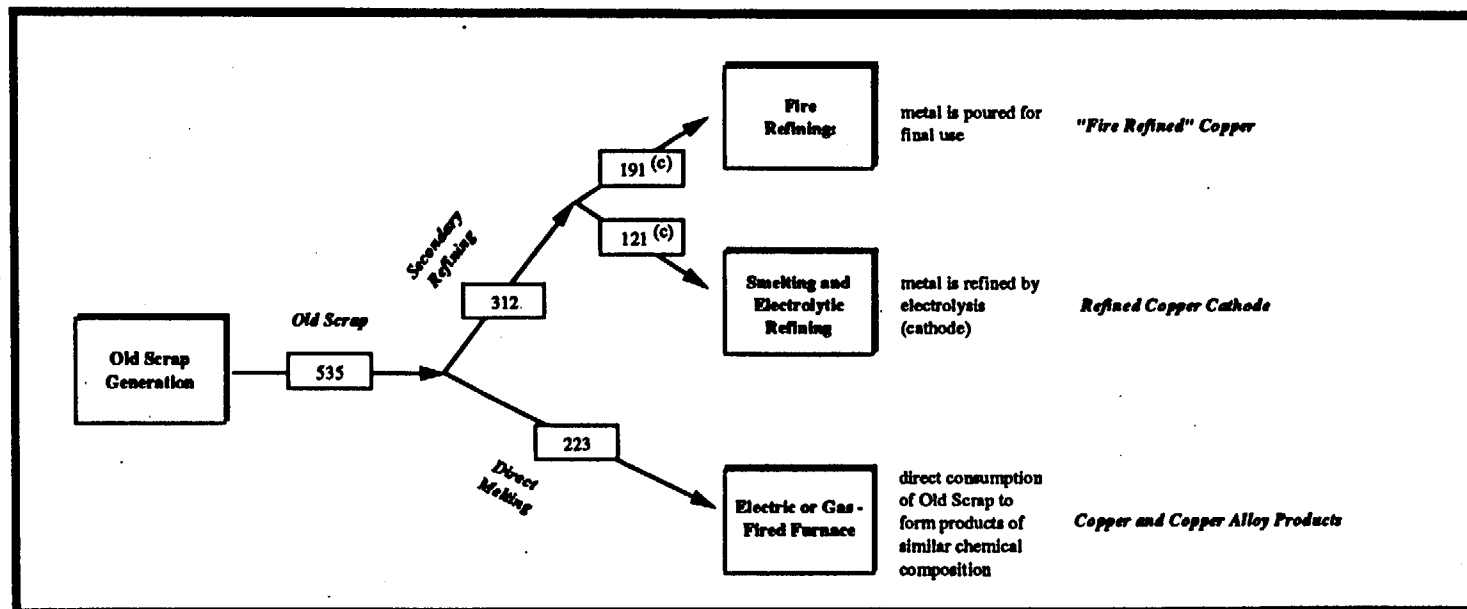 Fire
Refining:
metal is poured for
final use
"Fire Refined" Copper
191 (c)
121 (c)
Secondary
Refining
312
Smelting and
Electrolytic
Refining
metal is refined by
electrolysis
(cathode)
Refined Copper Cathode
Old Scrap
Old Scrap
Generation
535
223
Direct
Melting
Electric or Gas -
Fired Furnace
direct consumption
of Old Scrap to
form products of
similar chemical
composition
Copper and Copper Alloy Products